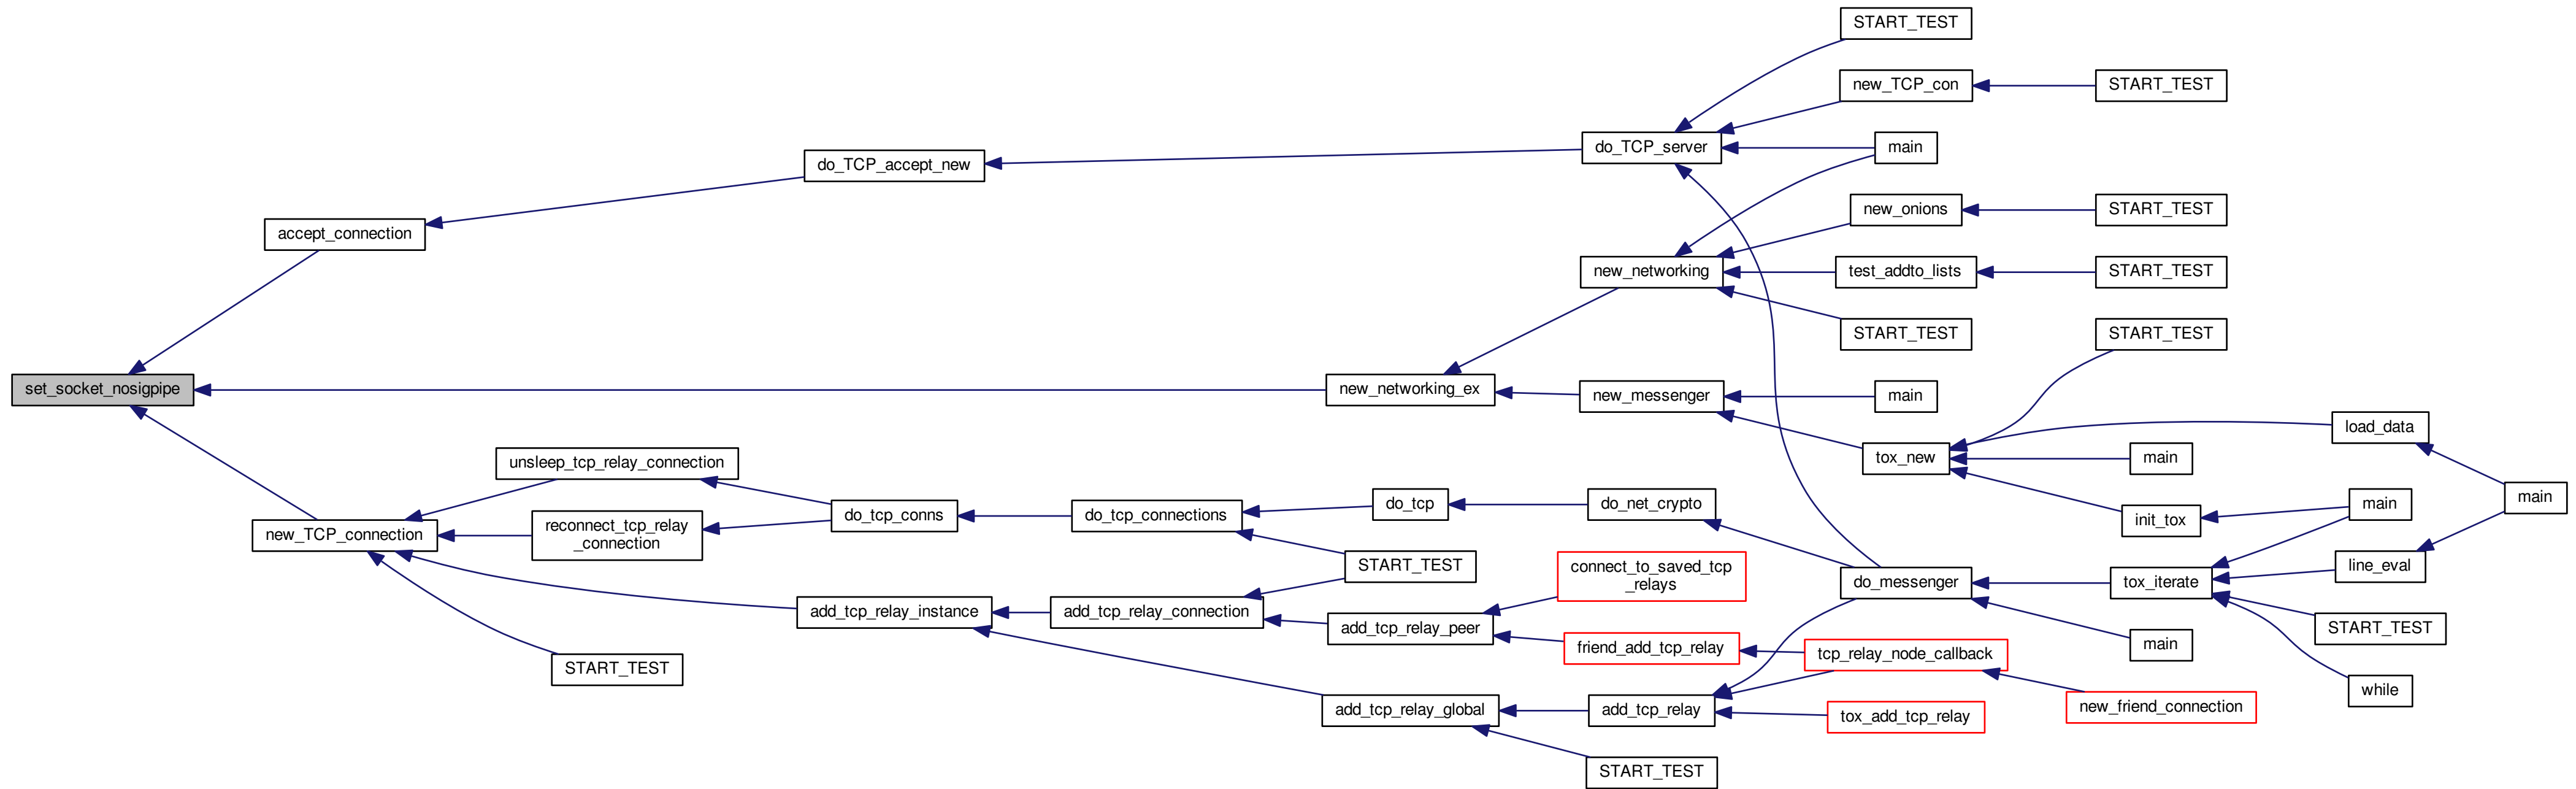 START_TEST
new_TCP_con
START_TEST
do_TCP_server
main
do_TCP_accept_new
accept_connection
new_onions
START_TEST
new_networking
test_addto_lists
START_TEST
START_TEST
START_TEST
set_socket_nosigpipe
new_networking_ex
new_messenger
main
load_data
tox_new
main
unsleep_tcp_relay_connection
main
main
do_tcp
do_net_crypto
do_tcp_conns
do_tcp_connections
init_tox
new_TCP_connection
reconnect_tcp_relay
_connection
START_TEST
connect_to_saved_tcp
_relays
line_eval
do_messenger
tox_iterate
add_tcp_relay_instance
add_tcp_relay_connection
add_tcp_relay_peer
START_TEST
friend_add_tcp_relay
main
tcp_relay_node_callback
START_TEST
while
add_tcp_relay_global
add_tcp_relay
tox_add_tcp_relay
new_friend_connection
START_TEST